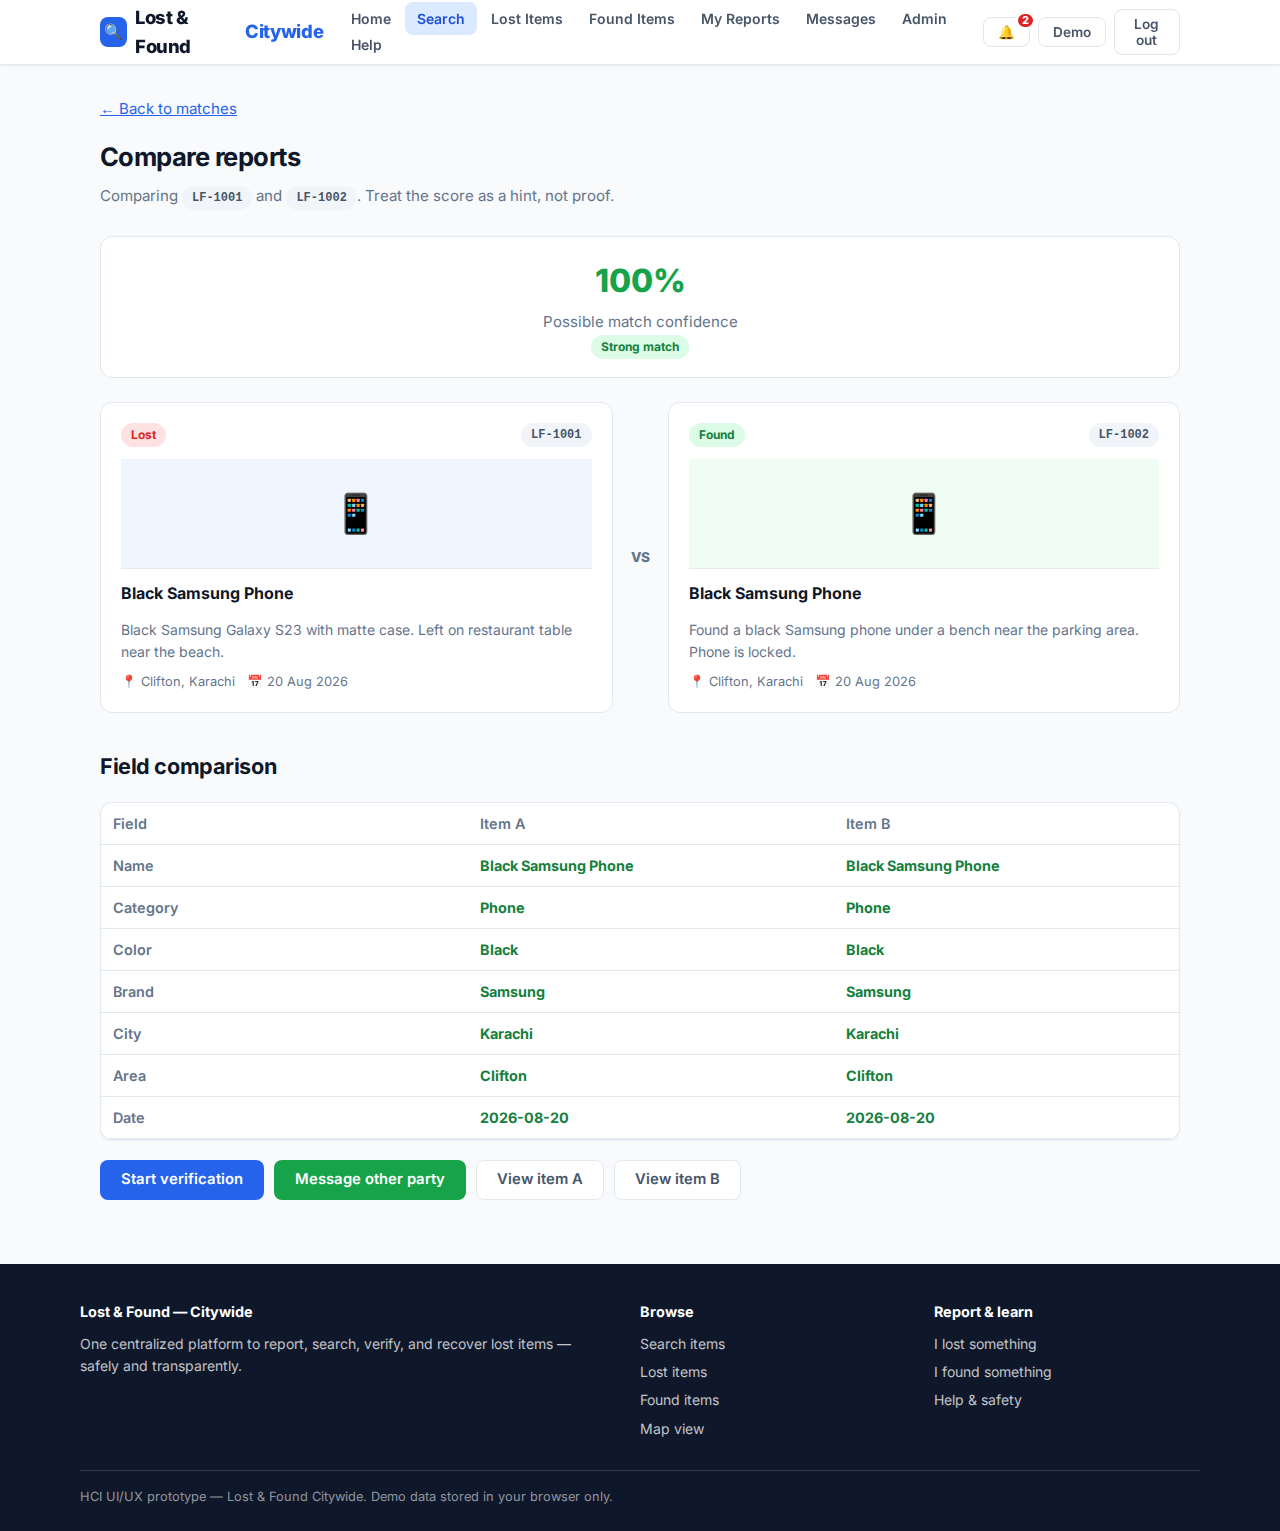 Lost &
Found
Citywide
Home Search Lost Items Found Items My Reports Messages Admin
Help
2
Demo
Log
out
← Back to matches
Compare reports
Comparing LF-1001 and LF-1002. Treat the score as a hint, not proof.
100%
Possible match confidence
Strong match
Lost LF-1001
Black Samsung Phone
Black Samsung Galaxy S23 with matte case. Left on restaurant table
near the beach.
Clifton, Karachi 20 Aug 2026
VS
Found LF-1002
Black Samsung Phone
Found a black Samsung phone under a bench near the parking area.
Phone is locked.
Clifton, Karachi 20 Aug 2026
Field comparison
Field Item A Item B
Name Black Samsung Phone Black Samsung Phone
Category Phone Phone
Color Black Black
Brand Samsung Samsung
City Karachi Karachi
Area Clifton Clifton
Date 2026-08-20 2026-08-20
Start verification Message other party View item A View item B
Lost & Found — Citywide
One centralized platform to report, search, verify, and recover lost items —
safely and transparently.
Browse
Search items
Lost items
Found items
Map view
Report & learn
I lost something
I found something
Help & safety
HCI UI/UX prototype — Lost & Found Citywide. Demo data stored in your browser only.